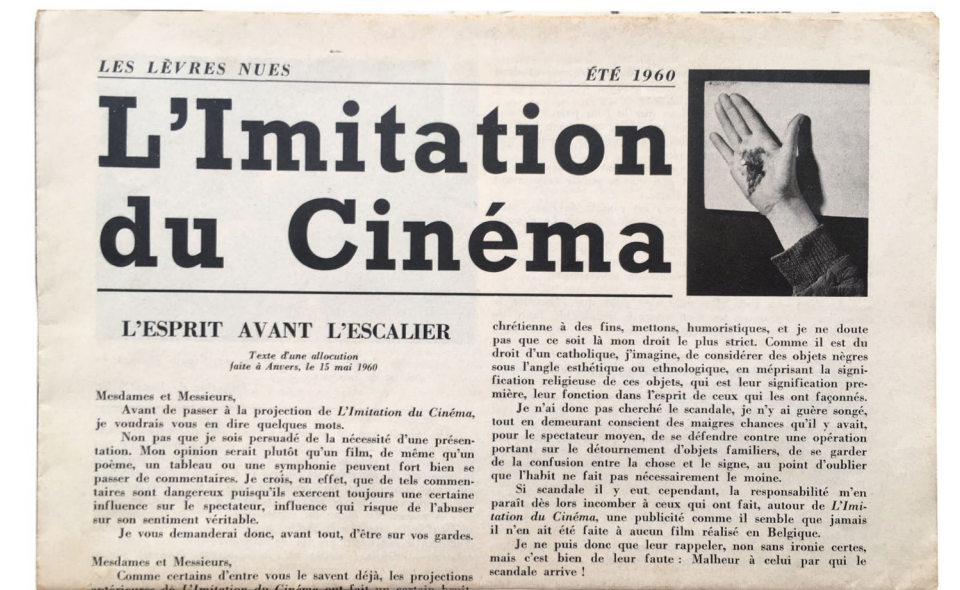 LES LÈVRES NUES
ÉTÉ 1960
L'Imitation
du Cinéma
L'ESPRIT AVANT L'ESCALIER
Texte d'une allocution
faite à Anvers, le 15 mai 1960
Mesdames et Messieurs,
Avant de passer à la projection de L'Imitation du Cinéma,
je voudrais vous en dire quelques mots.
Non pas que je sois persuadé de la nécessité d'une présen-
tation. Mon opinion serait plutôt qu'un film, de même qu'un
poème, un tableau ou une symphonie peuvent fort bien se
passer de commentaires. Je crois, en effet, que de tels commen-
taires sont dangereux puisqu'ils exercent toujours une certaine
influence sur le spectateur, influence qui risque de l'abuser
sur son sentiment véritable.
Je vous demanderai donc, avant tout, d'être sur vos gardes.
Mesdames et Messieurs,
Comme certains d'entre vous le savent déjà, les projections
antérieures de L'Imitation du Cinéma ont fait un certain bruit
chrétienne à des fins, mettons, humoristiques, et je ne doute
pas que ce soit là mon droit le plus strict. Comme il est du
droit d'un catholique, j'imagine, de considérer des objets nègres
sous l'angle esthétique ou ethnologique, en méprisant la signi-
fication religieuse de ces objets, qui est leur signification pre-
mière, leur fonction dans l'esprit de ceux qui les ont façonnés.
Je n'ai donc pas cherché le scandale, je n'y ai guère songé,
tout en demeurant conscient des maigres chances qu'il y avait,
pour le spectateur moyen, de se défendre contre une opération
portant sur le détournement d'objets familiers, de se garder
de la confusion entre la chose et le signe, au point d'oublier
que l'habit ne fait pas nécessairement le moine.
Si scandale il y eut cependant, la responsabilité m'en
paraît dès lors incomber à ceux qui ont fait, autour de L'Imi-
tation du Cinéma, une publicité comme il semble que jamais
il n'en ait été faite à aucun film réalisé en Belgique.
Je ne puis donc que leur rappeler, non sans ironie certes,
mais c'est bien de leur faute : Malheur à celui par qui le
scandale arrive !